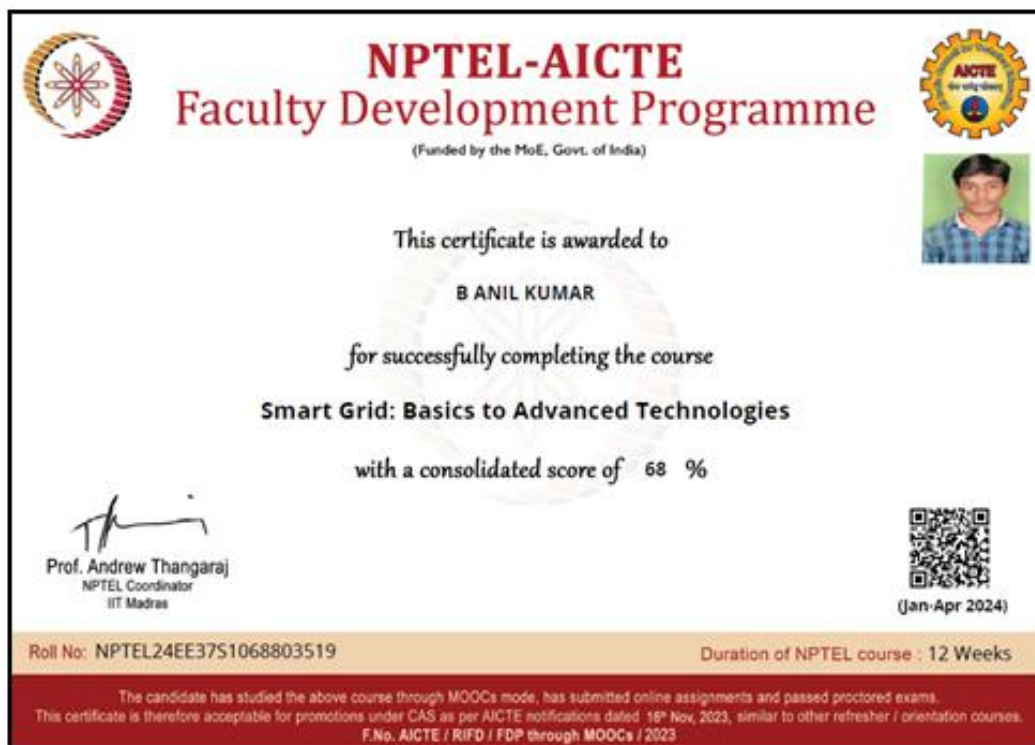 NPTEL-AICTE
Faculty Development Programme
(Funded by the MoE, Govt. of India)
AICTE
This certificate is awarded to
B ANIL KUMAR
for successfully completing the course
Smart Grid: Basics to Advanced Technologies
with a consolidated score of 68 %
Prof. Andrew Thangaraj
NPTEL Coordinator
IIT Madras
(Jan-Apr 2024)
Roll No: NPTEL24EE37S1068803519
Duration of NPTEL course : 12 Weeks
The candidate has studied the above course through MOOCs mode, has submitted online assignments and passed proctored exams.
This certificate is therefore acceptable for promotions under CAS as per AICTE notifications dated 16th Nov, 2023, similar to other refresher / orientation courses.
F.No. AICTE / RIFD / FDP through MOOCs / 2023